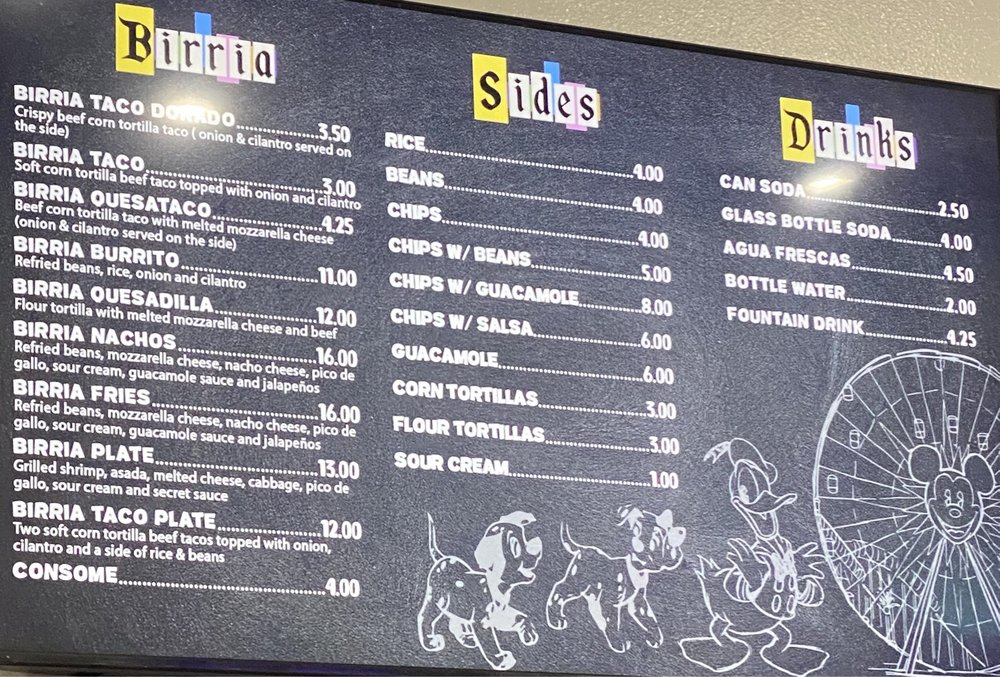 Birria
BIRRIA TACO DORADO 3.50
Crispy beef corn tortilla taco ( onion & cilantro served on
the side)
BIRRIA TACO 3.00
Soft corn tortilla beef taco topped with onion and cilantro
BIRRIA QUESATACO 4.25
Beef corn tortilla taco with melted mozzarella cheese
(onion & cilantro served on the side)
BIRRIA BURRITO 11.00
Refried beans, rice, onion and cilantro
BIRRIA QUESADILLA 12.00
Flour tortilla with melted mozzarella cheese and beef
BIRRIA NACHOS 16.00
Refried beans, mozzarella cheese, nacho cheese, pico de
gallo, sour cream, guacamole sauce and jalapeños
BIRRIA FRIES 16.00
Refried beans, mozzarella cheese, nacho cheese, pico de
gallo, sour cream, guacamole sauce and jalapeños
BIRRIA PLATE 13.00
Grilled shrimp, asada, melted cheese, cabbage, pico de
gallo, sour cream and secret sauce
BIRRIA TACO PLATE 12.00
Two soft corn tortilla beef tacos topped with onion,
cilantro and a side of rice & beans
CONSOME 4.00
Sides
RICE 4.00
BEANS 4.00
CHIPS 4.00
CHIPS W/ BEANS 5.00
CHIPS W/ GUACAMOLE 8.00
CHIPS W/ SALSA 6.00
GUACAMOLE 6.00
CORN TORTILLAS 3.00
FLOUR TORTILLAS 3.00
SOUR CREAM 1.00
Drinks
CAN SODA 2.50
GLASS BOTTLE SODA 4.00
AGUA FRESCAS 4.50
BOTTLE WATER 2.00
FOUNTAIN DRINK 4.25